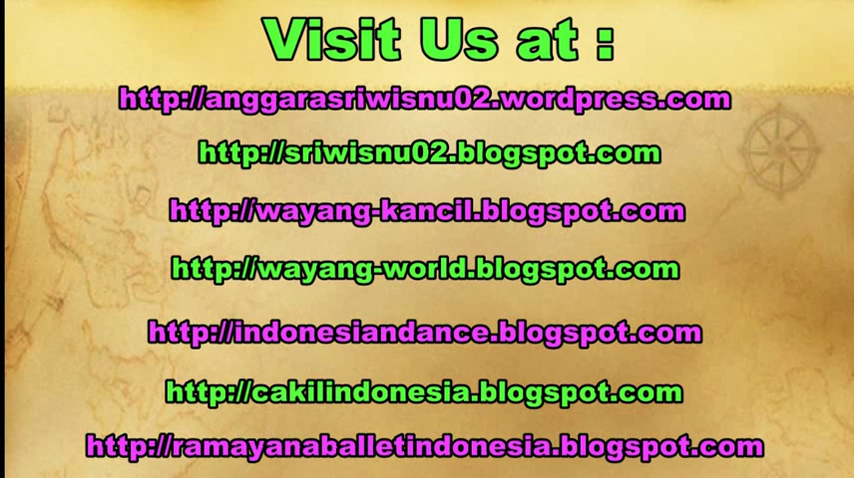 Visit Us at :
http://anggarasriwisnu02.wordpress.com
http://sriwisnu02.blogspot.com
http://wayang-kancil.blogspot.com
http://wayang-world.blogspot.com
http://indonesiandance.blogspot.com
http://cakilindonesia.blogspot.com
http://ramayanaballetindonesia.blogspot.com